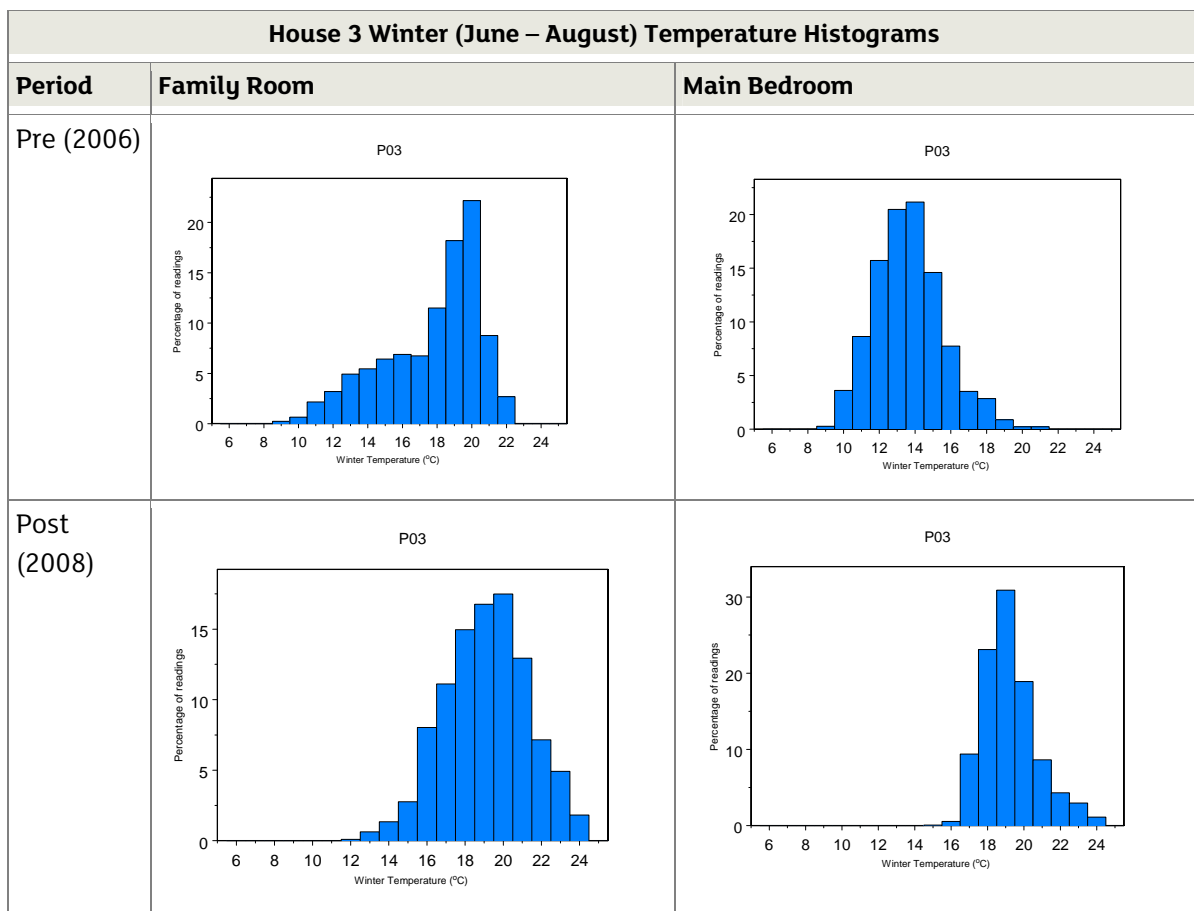 House 3 Winter (June – August) Temperature Histograms
Period Family Room Main Bedroom
Pre (2006)
P03
Percentage of readings
20
15
10
5
0
6 8 10 12 14 16 18 20 22 24
Winter Temperature (°C)
P03
Percentage of readings
20
15
10
5
0
6 8 10 12 14 16 18 20 22 24
Winter Temperature (°C)
Post
(2008)
P03
Percentage of readings
15
10
5
0
6 8 10 12 14 16 18 20 22 24
Winter Temperature (°C)
P03
Percentage of readings
30
20
10
0
6 8 10 12 14 16 18 20 22 24
Winter Temperature (°C)